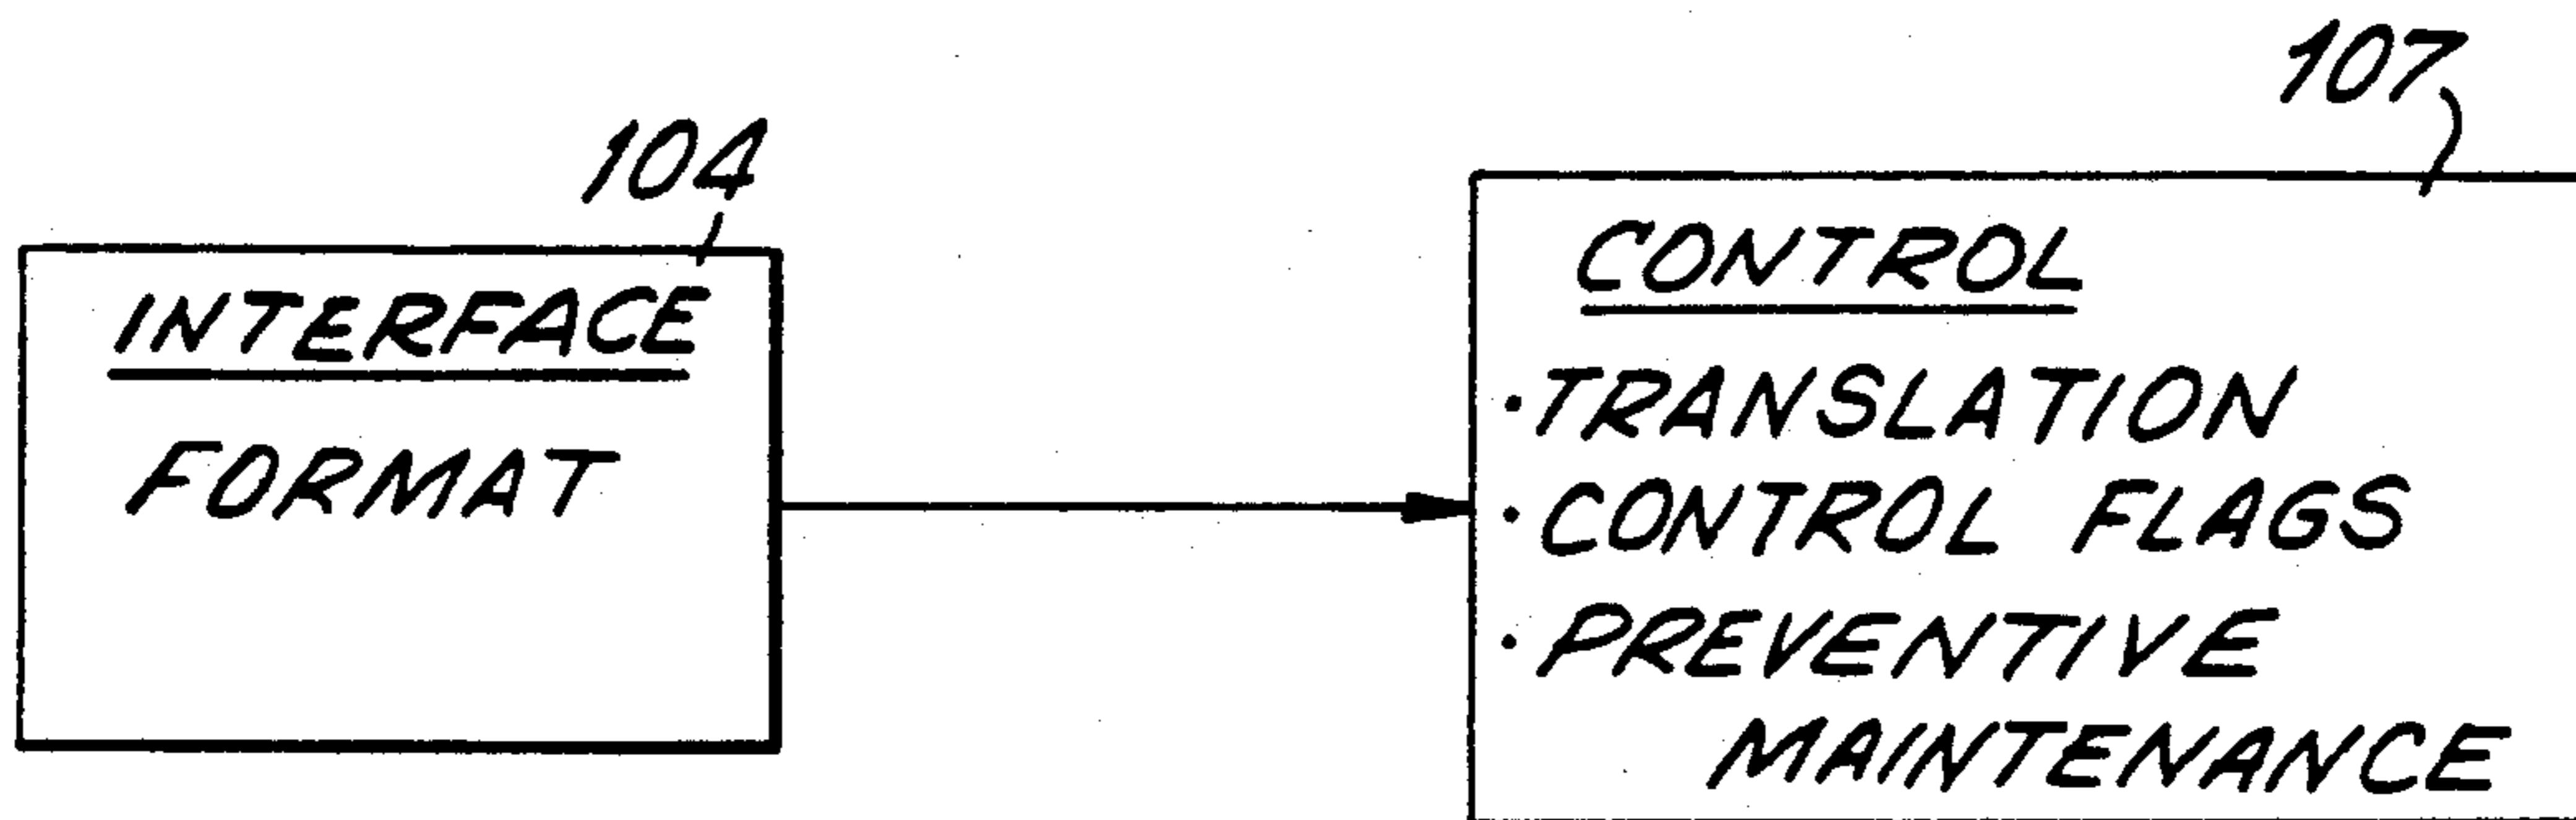 104
INTERFACE
FORMAT
107
CONTROL
·TRANSLATION
·CONTROL FLAGS
·PREVENTIVE
MAINTENANCE